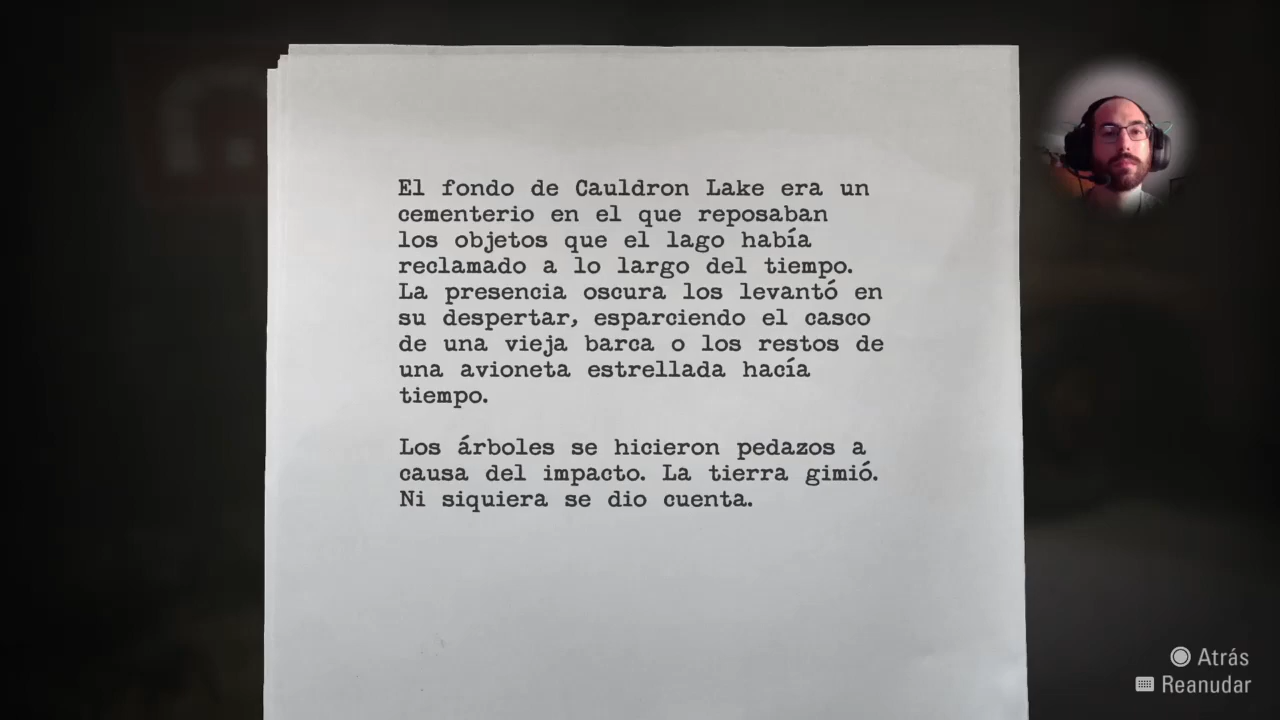 El fondo de Cauldron Lake era un
cementerio en el que reposaban
los objetos que el lago había
reclamado a lo largo del tiempo.
La presencia oscura los levantó en
su despertar, esparciendo el casco
de una vieja barca o los restos de
una avioneta estrellada hacía
tiempo.
Los árboles se hicieron pedazos a
causa del impacto. La tierra gimió.
Ni siquiera se dio cuenta.
Atrás
Reanudar